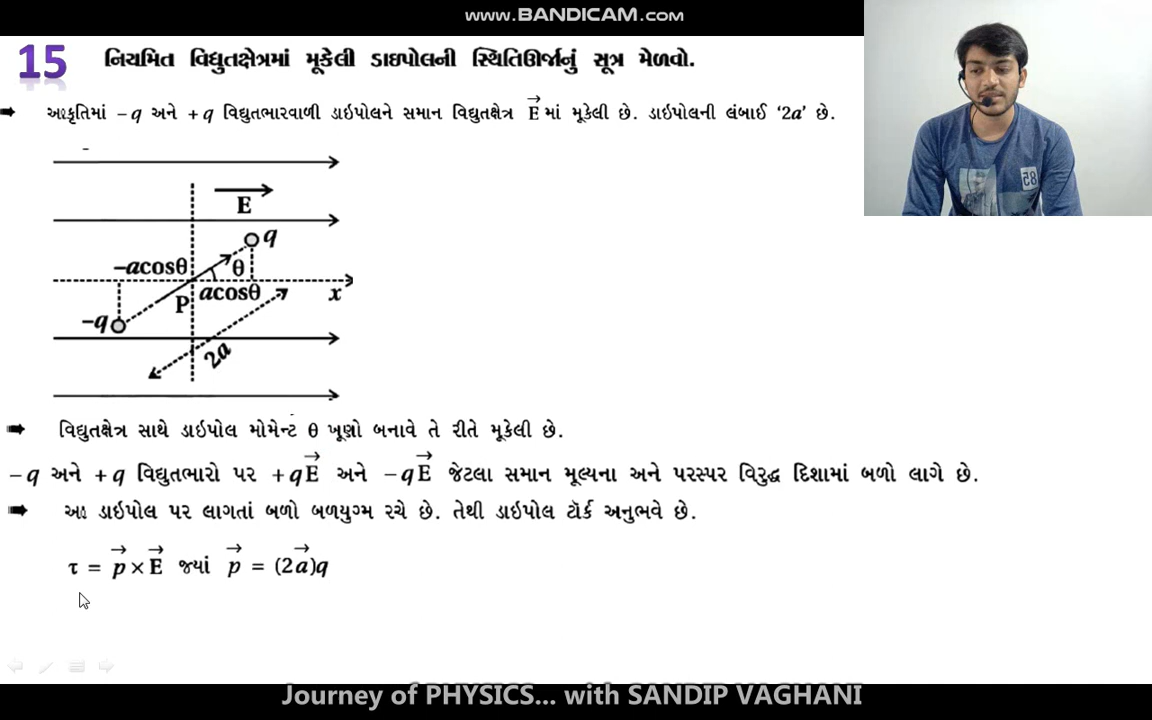 www.BANDICAM.com
15 નિયમિત વિદ્યુતક્ષેત્રમાં મૂકેલી ડાઇપોલની સ્થિતિઊર્જાનું સૂત્ર મેળવો.
આકૃતિમાં −q અને +q વિદ્યુતભારવાળી ડાઇપોલને સમાન વિદ્યુતક્ષેત્ર E→ માં મૂકેલી છે. ડાઇપોલની લંબાઈ ‘2a’ છે.
E
q
−acosθ
θ
P
acosθ
x
−q
2a
વિદ્યુતક્ષેત્ર સાથે ડાઇપોલ મોમેન્ટ θ ખૂણો બનાવે તે રીતે મૂકેલી છે.
−q અને +q વિદ્યુતભારો પર +qE→ અને −qE→ જેટલા સમાન મૂલ્યના અને પરસ્પર વિરુદ્ધ દિશામાં બળો લાગે છે.
આ ડાઇપોલ પર લાગતાં બળો બળયુગ્મ રચે છે. તેથી ડાઇપોલ ટૉર્ક અનુભવે છે.
τ = p→ × E→ જ્યાં p→ = (2a→)q
58
Journey of PHYSICS... with SANDIP VAGHANI